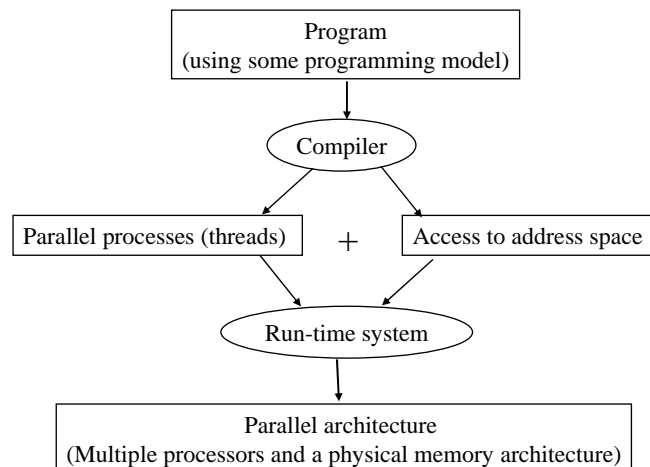 Program
(using some programming model)
Compiler
Parallel processes (threads)
+
Access to address space
Run-time system
Parallel architecture
(Multiple processors and a physical memory architecture)